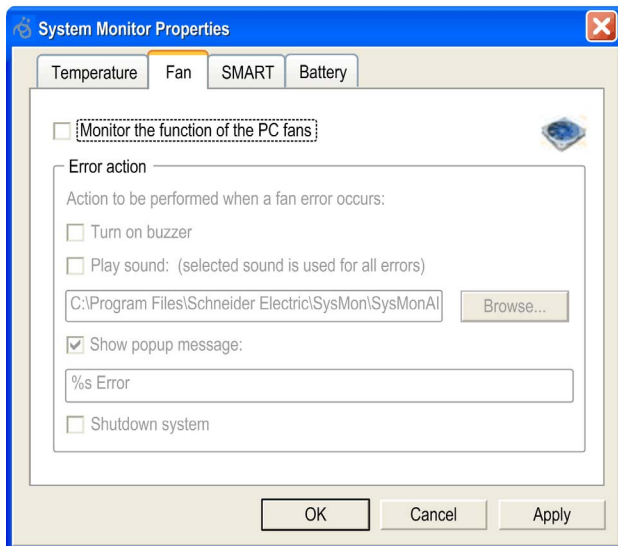 System Monitor Properties
Temperature Fan SMART Battery
Monitor the function of the PC fans
Error action
Action to be performed when a fan error occurs:
Turn on buzzer
Play sound: (selected sound is used for all errors)
C:\Program Files\Schneider Electric\SysMon\SysMonAl Browse...
Show popup message:
%s Error
Shutdown system
OK Cancel Apply